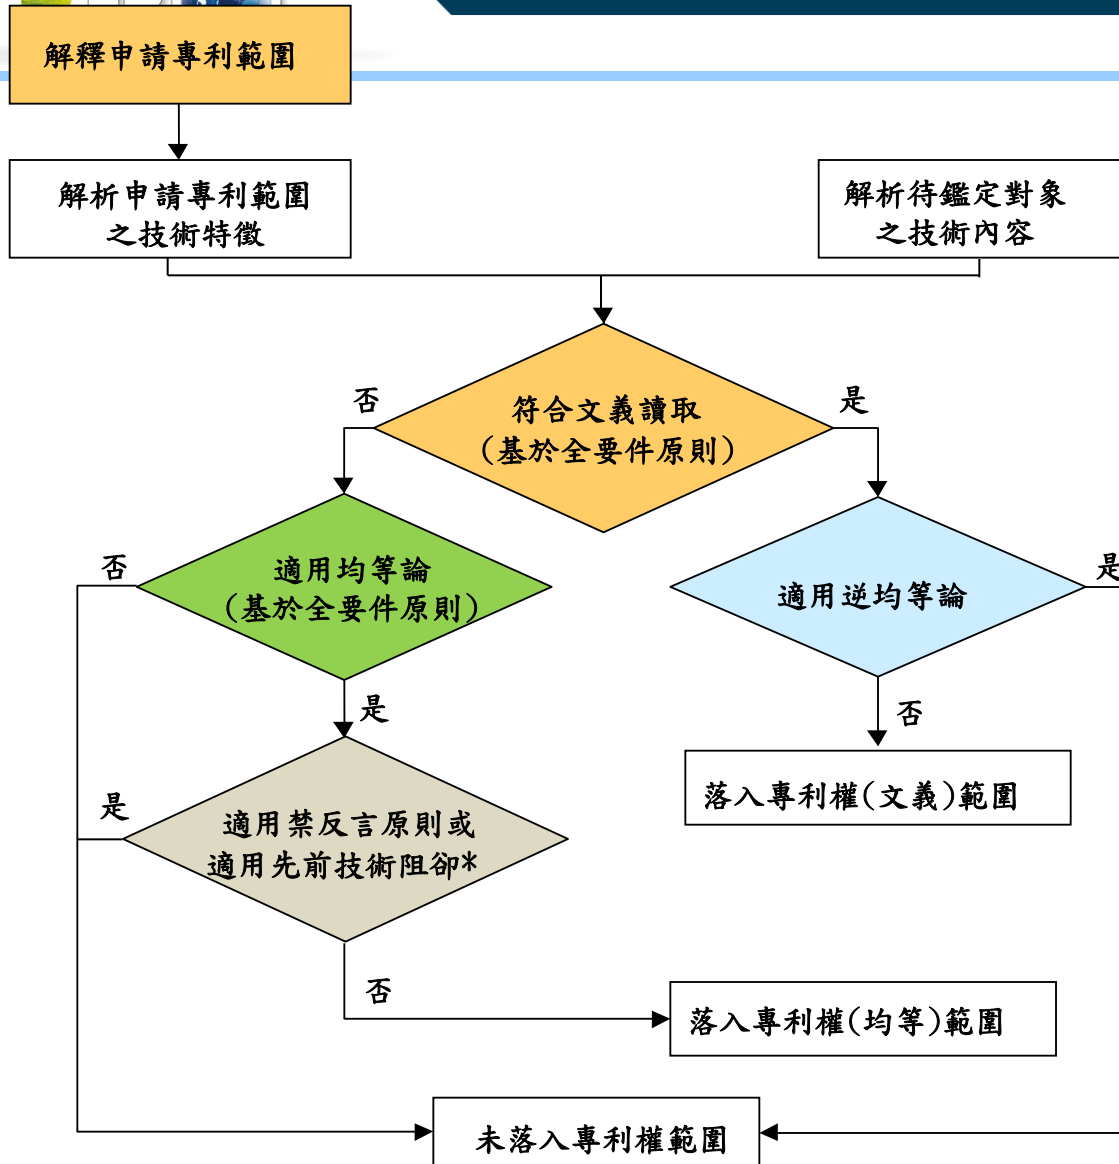 解釋申請專利範圍
解析申請專利範圍
之技術特徵
解析待鑑定對象
之技術內容
否
符合文義讀取
(基於全要件原則)
是
否
適用均等論
(基於全要件原則)
適用逆均等論
是
是
否
落入專利權(文義)範圍
是
適用禁反言原則或
適用先前技術阻卻*
否
落入專利權(均等)範圍
未落入專利權範圍